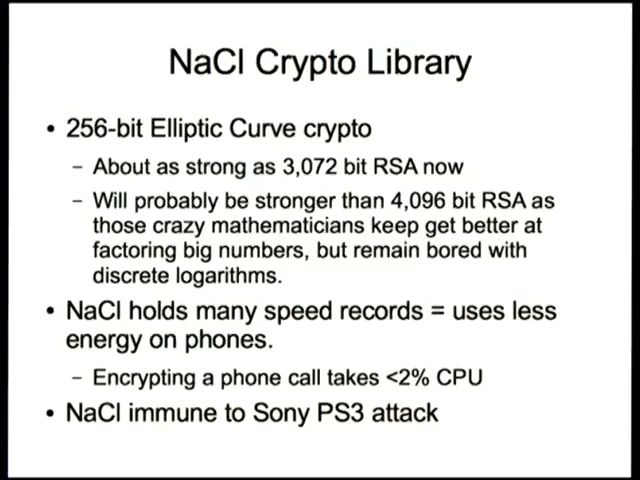 NaCl Crypto Library
• 256-bit Elliptic Curve crypto
– About as strong as 3,072 bit RSA now
– Will probably be stronger than 4,096 bit RSA as
those crazy mathematicians keep get better at
factoring big numbers, but remain bored with
discrete logarithms.
• NaCl holds many speed records = uses less
energy on phones.
– Encrypting a phone call takes <2% CPU
• NaCl immune to Sony PS3 attack